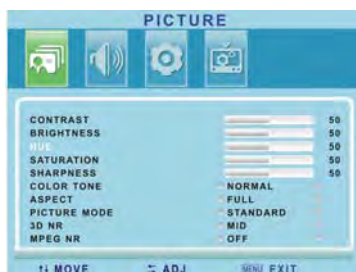 PICTURE
CONTRAST 50
BRIGHTNESS 50
HUE 50
SATURATION 50
SHARPNESS 50
COLOR TONE NORMAL
ASPECT FULL
PICTURE MODE STANDARD
3D NR MID
MPEG NR OFF
MOVE ADJ MENU EXIT